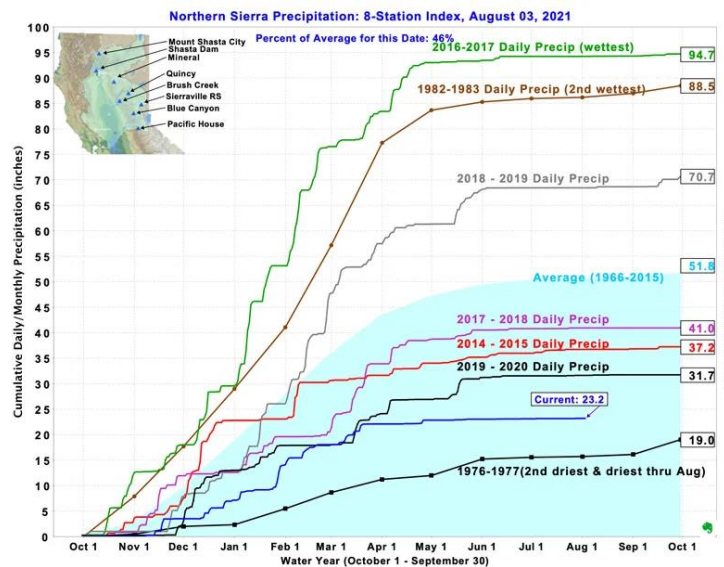 Northern Sierra Precipitation: 8-Station Index, August 03, 2021
Percent of Average for this Date: 46%
Mount Shasta City
Shasta Dam
Mineral
Quincy
Brush Creek
Sierraville RS
Blue Canyon
Pacific House
2016-2017 Daily Precip (wettest)
94.7
1982-1983 Daily Precip (2nd wettest)
88.5
2018 - 2019 Daily Precip
70.7
Average (1966-2015)
51.8
2017 - 2018 Daily Precip
41.0
2014 - 2015 Daily Precip
37.2
2019 - 2020 Daily Precip
31.7
Current: 23.2
19.0
1976-1977(2nd driest & driest thru Aug)
Cumulative Daily/Monthly Precipitation (inches)
100
95
90
85
80
75
70
65
60
55
50
45
40
35
30
25
20
15
10
5
0
Oct 1 Nov 1 Dec 1 Jan 1 Feb 1 Mar 1 Apr 1 May 1 Jun 1 Jul 1 Aug 1 Sep 1 Oct 1
Water Year (October 1 - September 30)